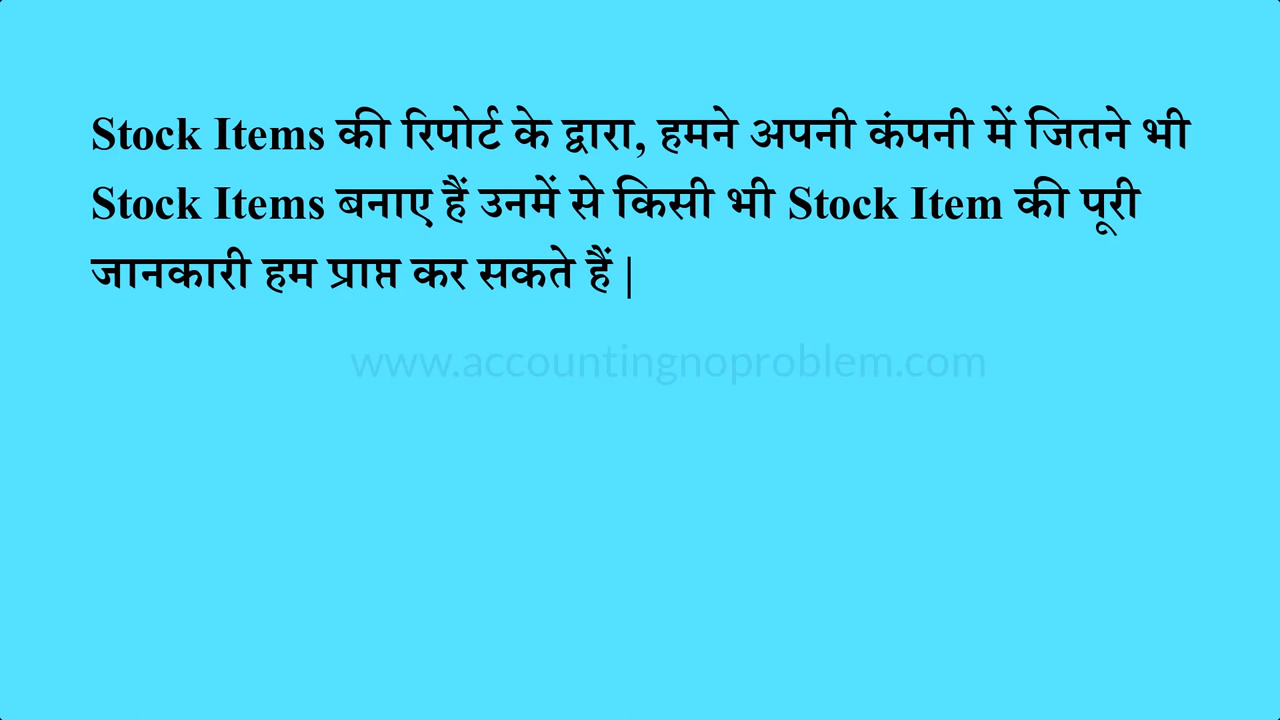 Stock Items की रिपोर्ट के द्वारा, हमने अपनी कंपनी में जितने भी
Stock Items बनाए हैं उनमें से किसी भी Stock Item की पूरी
जानकारी हम प्राप्त कर सकते हैं |
www.accountingnoproblem.com